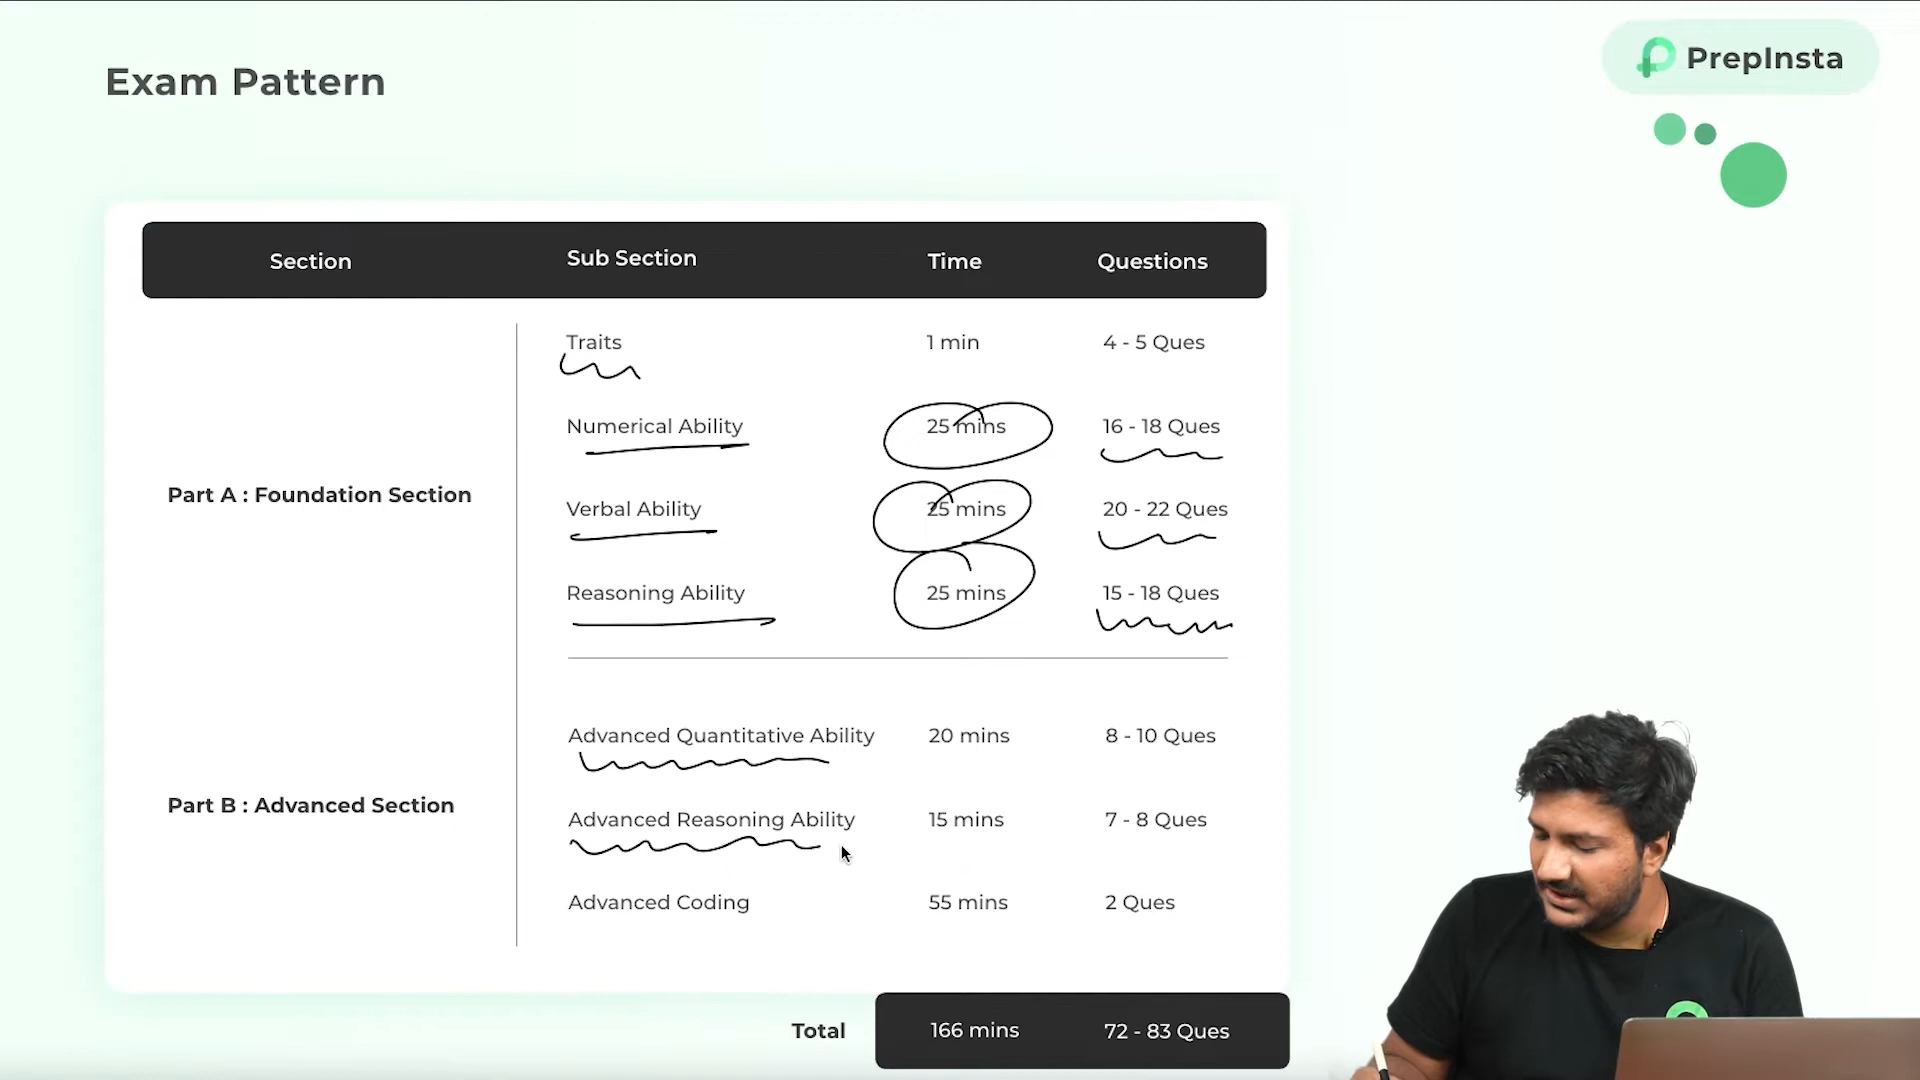 Exam Pattern
PrepInsta
Section Sub Section Time Questions
Traits 1 min 4 - 5 Ques
Numerical Ability 25 mins 16 - 18 Ques
Part A : Foundation Section
Verbal Ability 25 mins 20 - 22 Ques
Reasoning Ability 25 mins 15 - 18 Ques
Advanced Quantitative Ability 20 mins 8 - 10 Ques
Part B : Advanced Section
Advanced Reasoning Ability 15 mins 7 - 8 Ques
Advanced Coding 55 mins 2 Ques
Total 166 mins 72 - 83 Ques